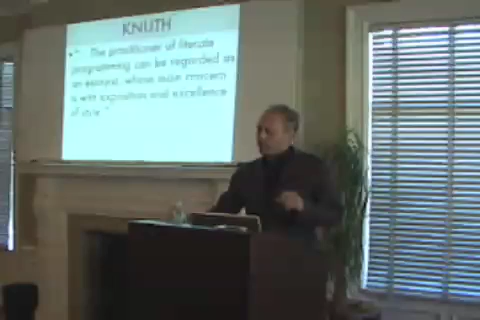 KNUTH
• " The practitioner of literate
programming can be regarded as
an essayist, whose main concern
is with exposition and excellence
of style."